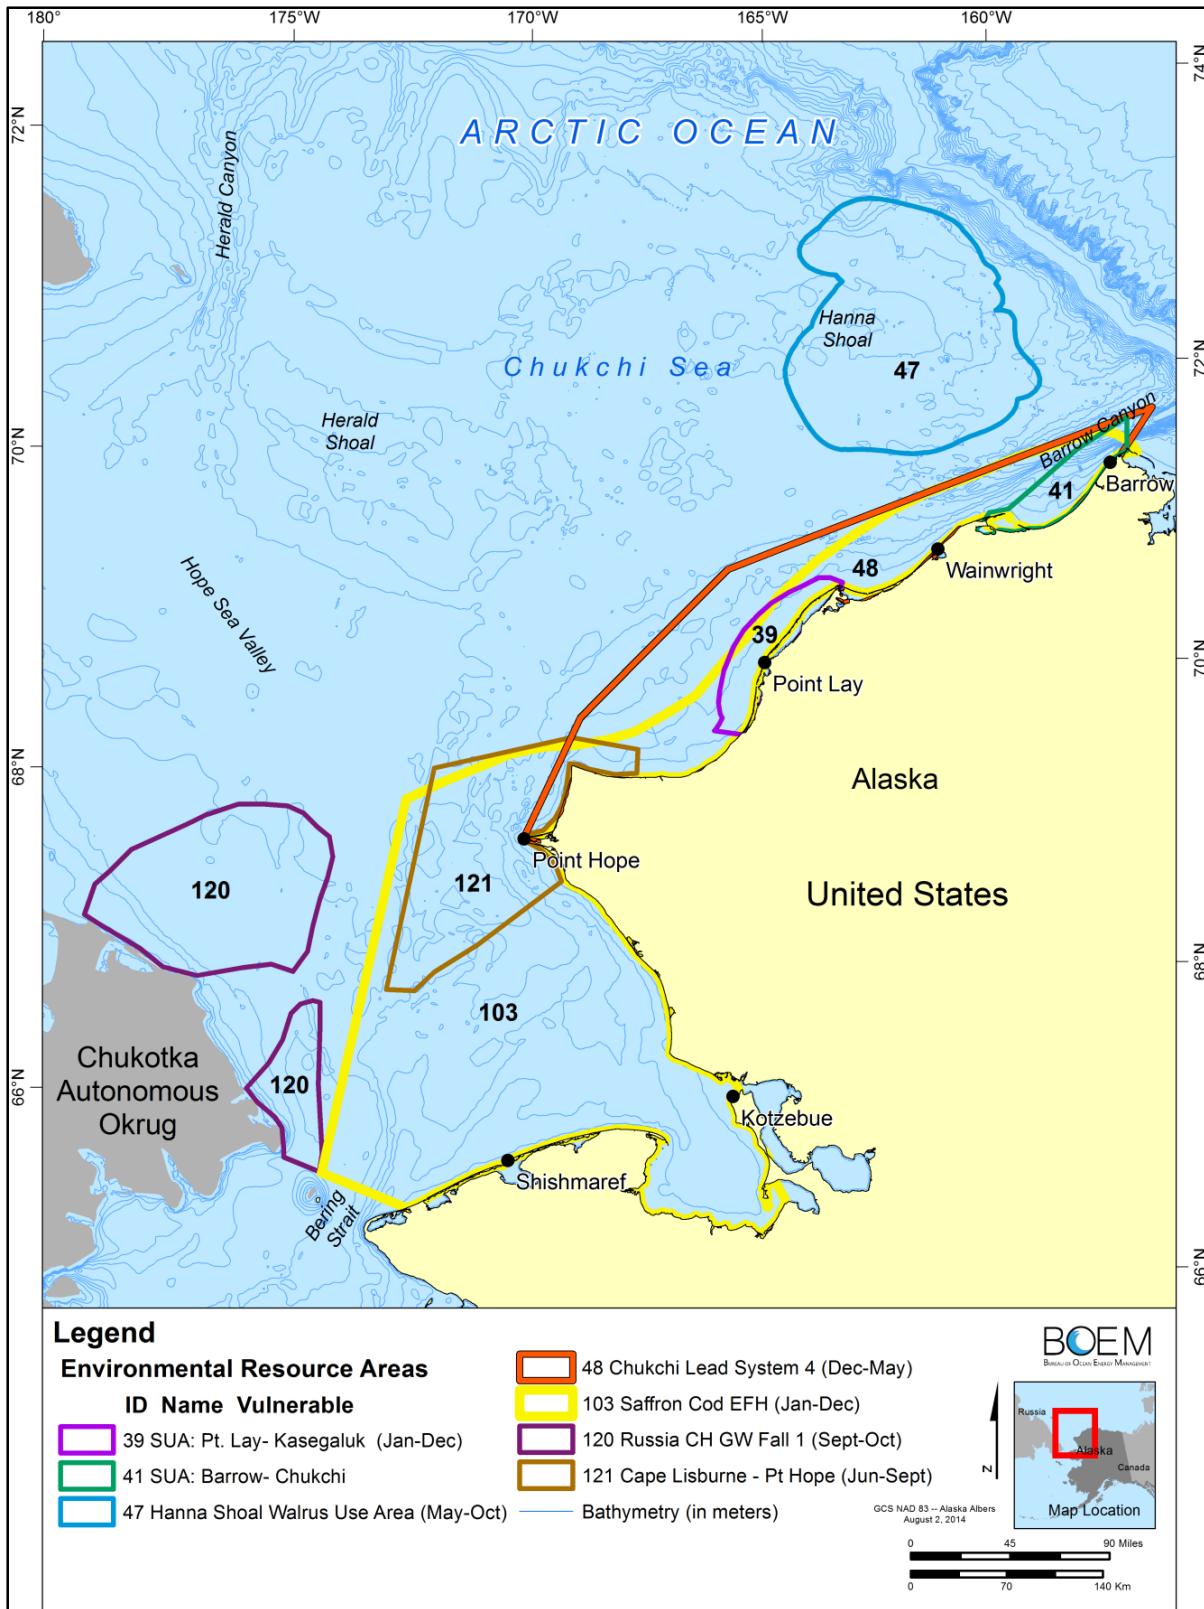 180°
175°W
170°W
165°W
160°W
74°N
72°N
ARCTIC OCEAN
Herald Canyon
Hanna
Shoal
47
72°N
Chukchi Sea
Herald
Shoal
70°N
Barrow Canyon
Barrow
41
Wainwright
48
Hope Sea Valley
39
Point Lay
70°N
68°N
Alaska
Point Hope
121
120
United States
68°N
103
Chukotka
Autonomous
Okrug
120
66°N
Kotzebue
Shishmaref
Bering
Strait
66°N
Legend
Environmental Resource Areas
ID Name Vulnerable
39 SUA: Pt. Lay- Kasegaluk (Jan-Dec)
41 SUA: Barrow- Chukchi
47 Hanna Shoal Walrus Use Area (May-Oct)
48 Chukchi Lead System 4 (Dec-May)
103 Saffron Cod EFH (Jan-Dec)
120 Russia CH GW Fall 1 (Sept-Oct)
121 Cape Lisburne - Pt Hope (Jun-Sept)
Bathymetry (in meters)
BOEM
Bureau of Ocean Energy Management
Russia
Alaska
Canada
Map Location
N
GCS NAD 83 -- Alaska Albers
August 2, 2014
0 45 90 Miles
0 70 140 Km